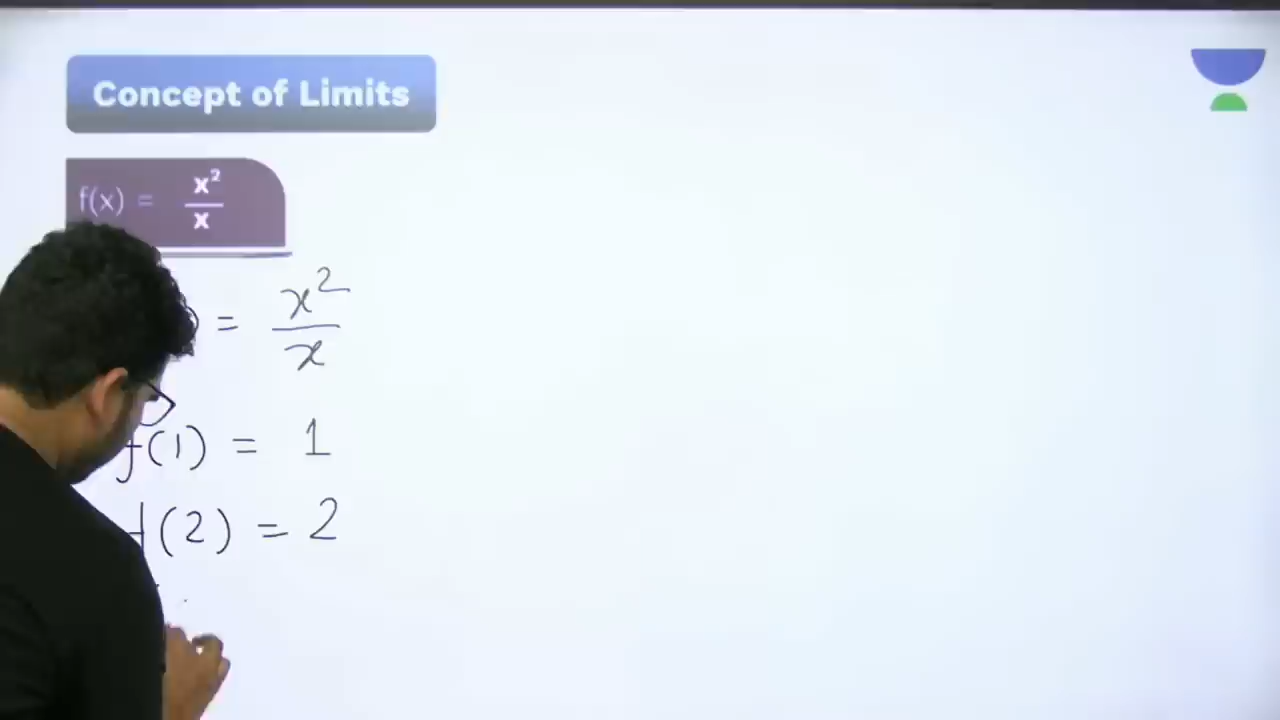 Concept of Limits
f(x) = x²/x
) = x²/x
f(1) = 1
f(2) = 2